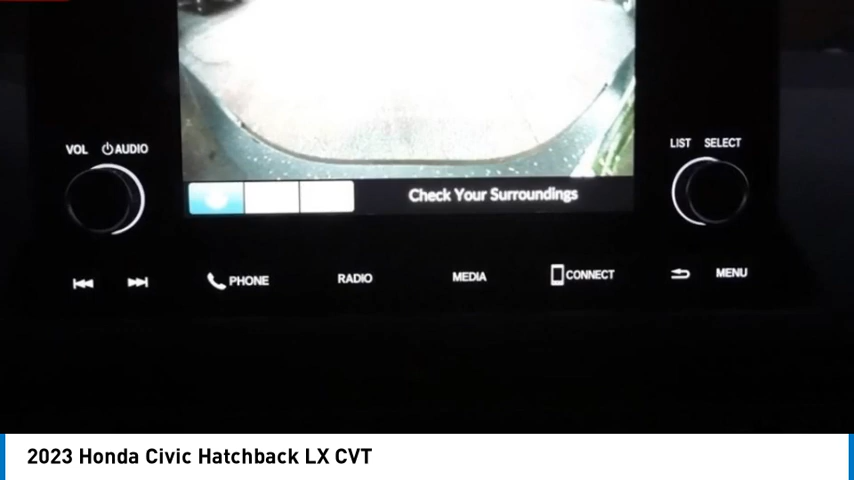 VOL AUDIO
LIST SELECT
Check Your Surroundings
PHONE RADIO MEDIA CONNECT MENU
2023 Honda Civic Hatchback LX CVT